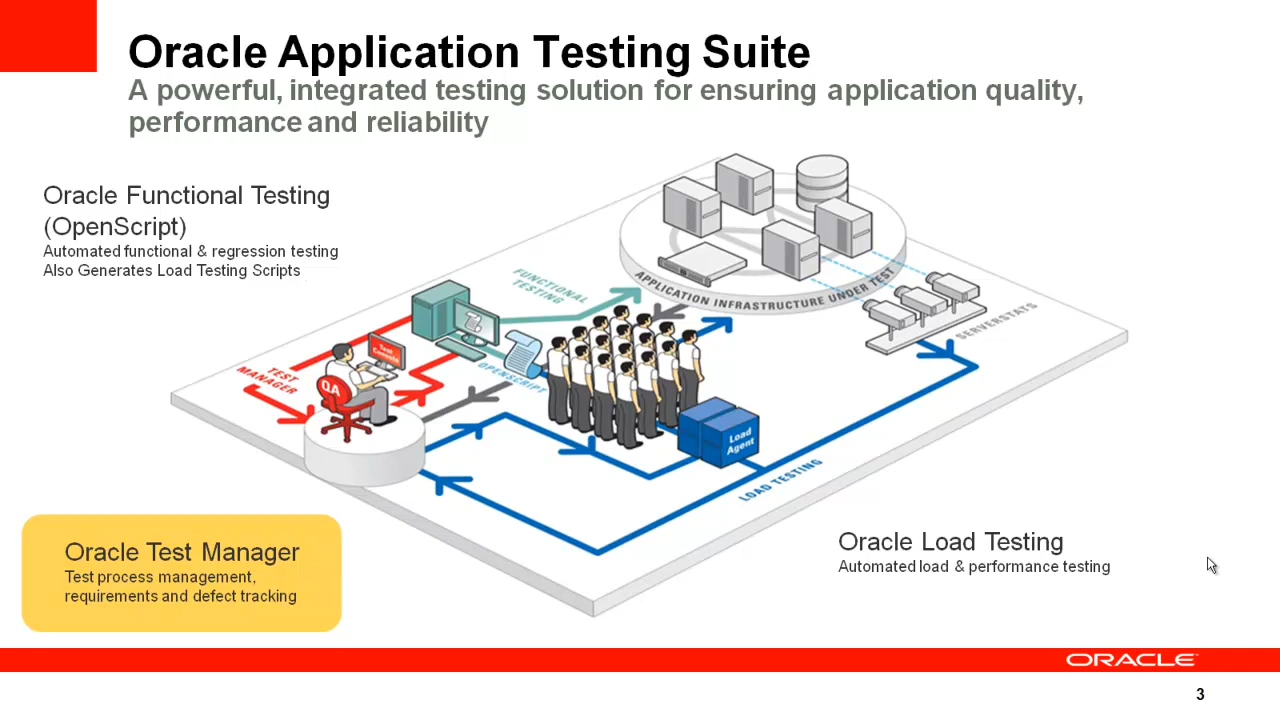 Oracle Application Testing Suite
A powerful, integrated testing solution for ensuring application quality,
performance and reliability
Oracle Functional Testing
(OpenScript)
Automated functional & regression testing
Also Generates Load Testing Scripts
FUNCTIONAL
TESTING
APPLICATION INFRASTRUCTURE UNDER TEST
SERVERSTATS
Test
Console
TEST
MANAGER
QA
OPENSCRIPT
Load
Agent
LOAD TESTING
Oracle Test Manager
Test process management,
requirements and defect tracking
Oracle Load Testing
Automated load & performance testing
ORACLE
3